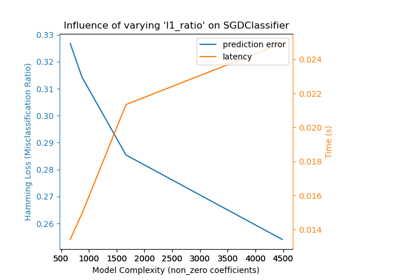 Influence of varying 'l1_ratio' on SGDClassifier
prediction error
latency
0.33
0.32
0.31
0.30
0.29
0.28
0.27
0.26
Hamming Loss (Misclassification Ratio)
0.024
0.022
0.020
0.018
0.016
0.014
Time (s)
500 1000 1500 2000 2500 3000 3500 4000 4500
Model Complexity (non_zero coefficients)